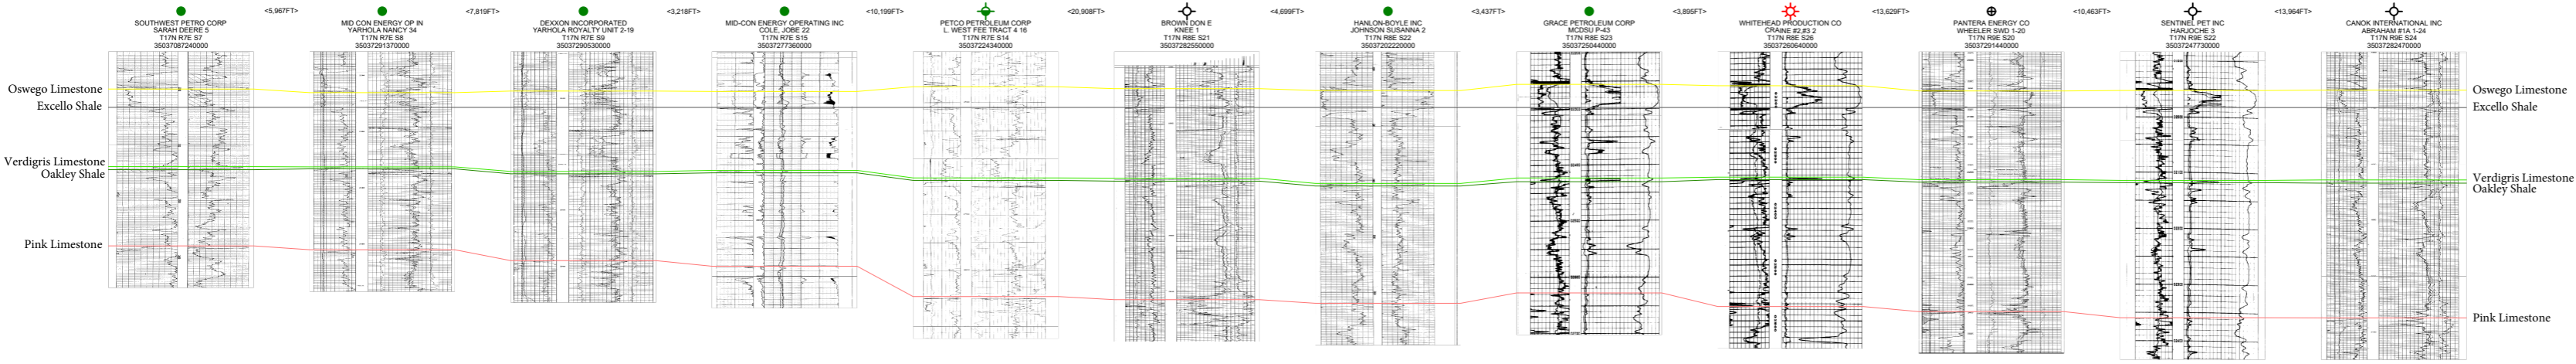 <5,967FT>
<7,819FT>
<3,218FT>
<10,199FT>
<20,908FT>
<4,699FT>
<3,437FT>
<3,895FT>
<13,629FT>
<10,463FT>
<13,964FT>
SOUTHWEST PETRO CORP
SARAH DEERE 5
T17N R7E S7
35037087240000
MID CON ENERGY OP IN
YARHOLA NANCY 34
T17N R7E S8
35037291370000
DEXXON INCORPORATED
YARHOLA ROYALTY UNIT 2-19
T17N R7E S9
35037290530000
MID-CON ENERGY OPERATING INC
COLE, JOBE 22
T17N R7E S15
35037277360000
PETCO PETROLEUM CORP
L. WEST FEE TRACT 4 16
T17N R7E S14
35037224340000
BROWN DON E
KNEE 1
T17N R8E S21
35037282550000
HANLON-BOYLE INC
JOHNSON SUSANNA 2
T17N R8E S22
35037202220000
GRACE PETROLEUM CORP
MCDSU P-43
T17N R8E S23
35037250440000
WHITEHEAD PRODUCTION CO
CRAINE #2,#3 2
T17N R8E S26
35037260640000
PANTERA ENERGY CO
WHEELER SWD 1-20
T17N R9E S20
35037291440000
SENTINEL PET INC
HARJOCHE 3
T17N R9E S22
35037247730000
CANOK INTERNATIONAL INC
ABRAHAM #1A 1-24
T17N R9E S24
35037282470000
Oswego Limestone
Excello Shale
Verdigris Limestone
Oakley Shale
Pink Limestone
Oswego Limestone
Excello Shale
Verdigris Limestone
Oakley Shale
Pink Limestone